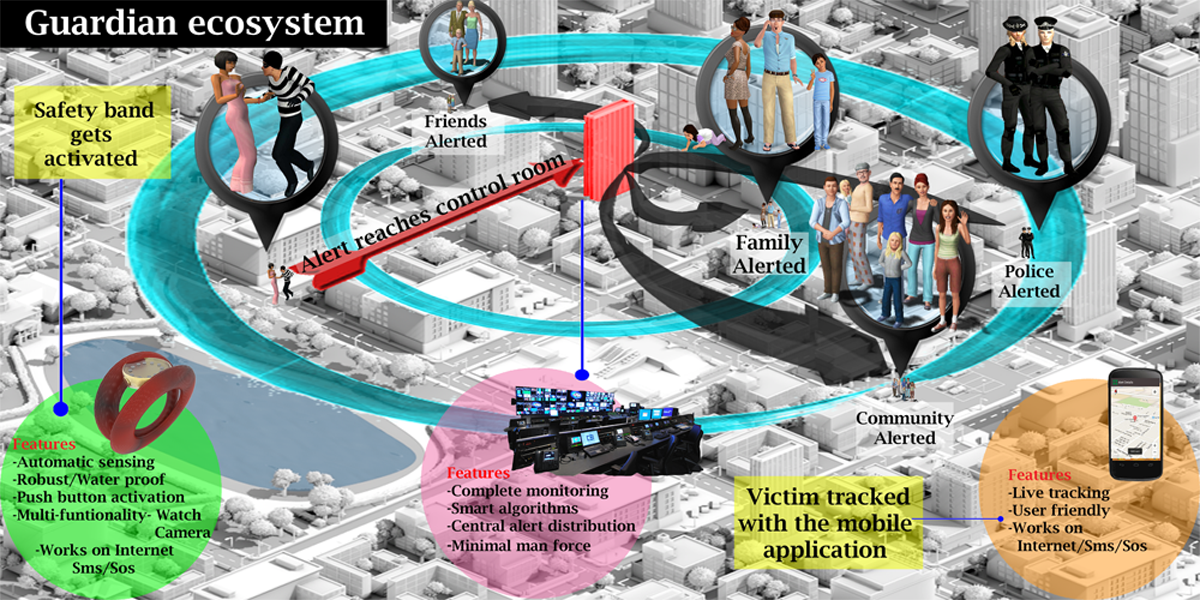 Guardian ecosystem
Safety band
gets
activated
Friends
Alerted
Alert reaches control room
Family
Alerted
Police
Alerted
Community
Alerted
Features
-Automatic sensing
-Robust/Water proof
-Push button activation
-Multi-funtionality- Watch
Camera
-Works on Internet
Sms/Sos
Features
-Complete monitoring
-Smart algorithms
-Central alert distribution
-Minimal man force
Victim tracked
with the mobile
application
Features
-Live tracking
-User friendly
-Works on
Internet/Sms/Sos